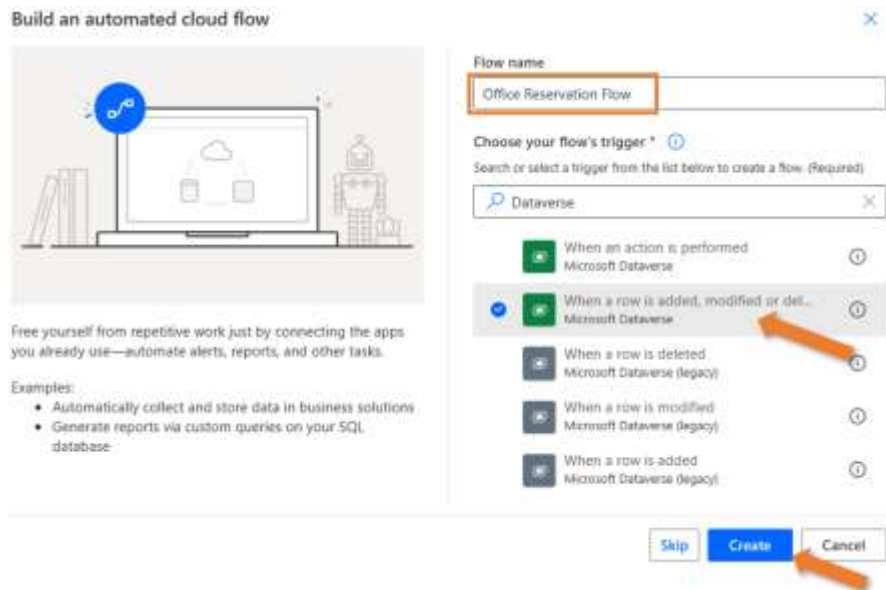 Build an automated cloud flow
Free yourself from repetitive work just by connecting the apps
you already use—automate alerts, reports, and other tasks.
Examples:
• Automatically collect and store data in business solutions
• Generate reports via custom queries on your SQL
database
Flow name
Office Reservation Flow
Choose your flow's trigger *
Search or select a trigger from the list below to create a flow. (Required)
Dataverse
When an action is performed
Microsoft Dataverse
When a row is added, modified or del...
Microsoft Dataverse
When a row is deleted
Microsoft Dataverse (legacy)
When a row is modified
Microsoft Dataverse (legacy)
When a row is added
Microsoft Dataverse (legacy)
Skip
Create
Cancel